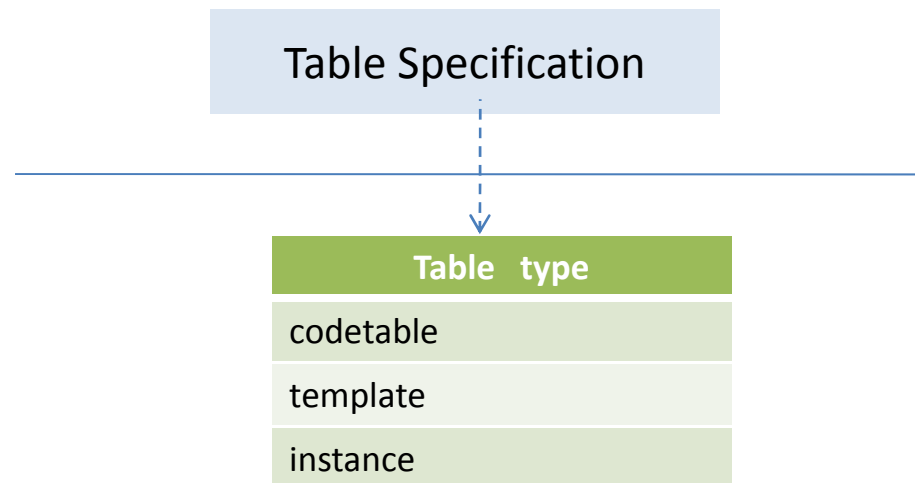 Table Specification
Table type
codetable
template
instance